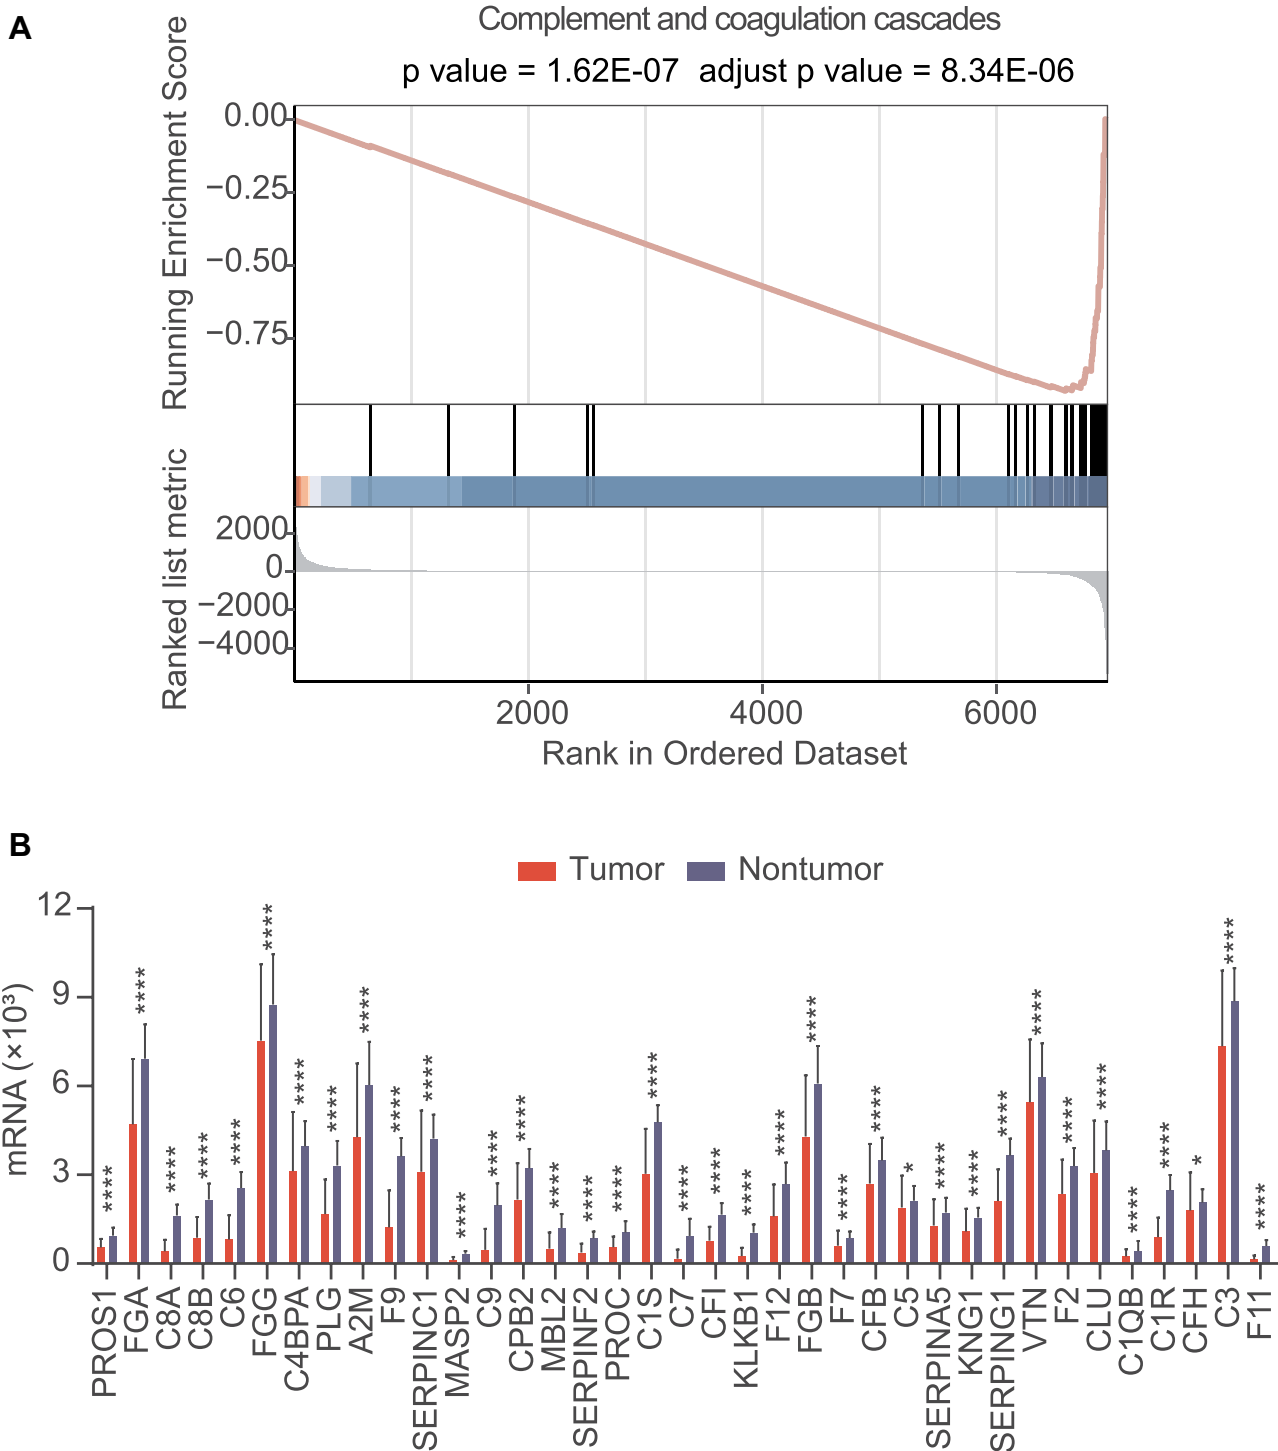 A
Complement and coagulation cascades
p value = 1.62E-07 adjust p value = 8.34E-06
Running Enrichment Score
0.00
−0.25
−0.50
−0.75
Ranked list metric
2000
0
−2000
−4000
2000 4000 6000
Rank in Ordered Dataset
B
Tumor Nontumor
mRNA (×10³)
12
9
6
3
0
**** **** **** **** **** **** **** **** **** **** **** **** **** **** **** **** **** **** **** **** **** **** **** **** **** * **** **** **** **** **** **** **** **** * **** ****
PROS1 FGA C8A C8B C6 FGG C4BPA PLG A2M F9 SERPINC1 MASP2 C9 CPB2 MBL2 SERPINF2 PROC C1S C7 CFI KLKB1 F12 FGB F7 CFB C5 SERPINA5 KNG1 SERPING1 VTN F2 CLU C1QB C1R CFH C3 F11